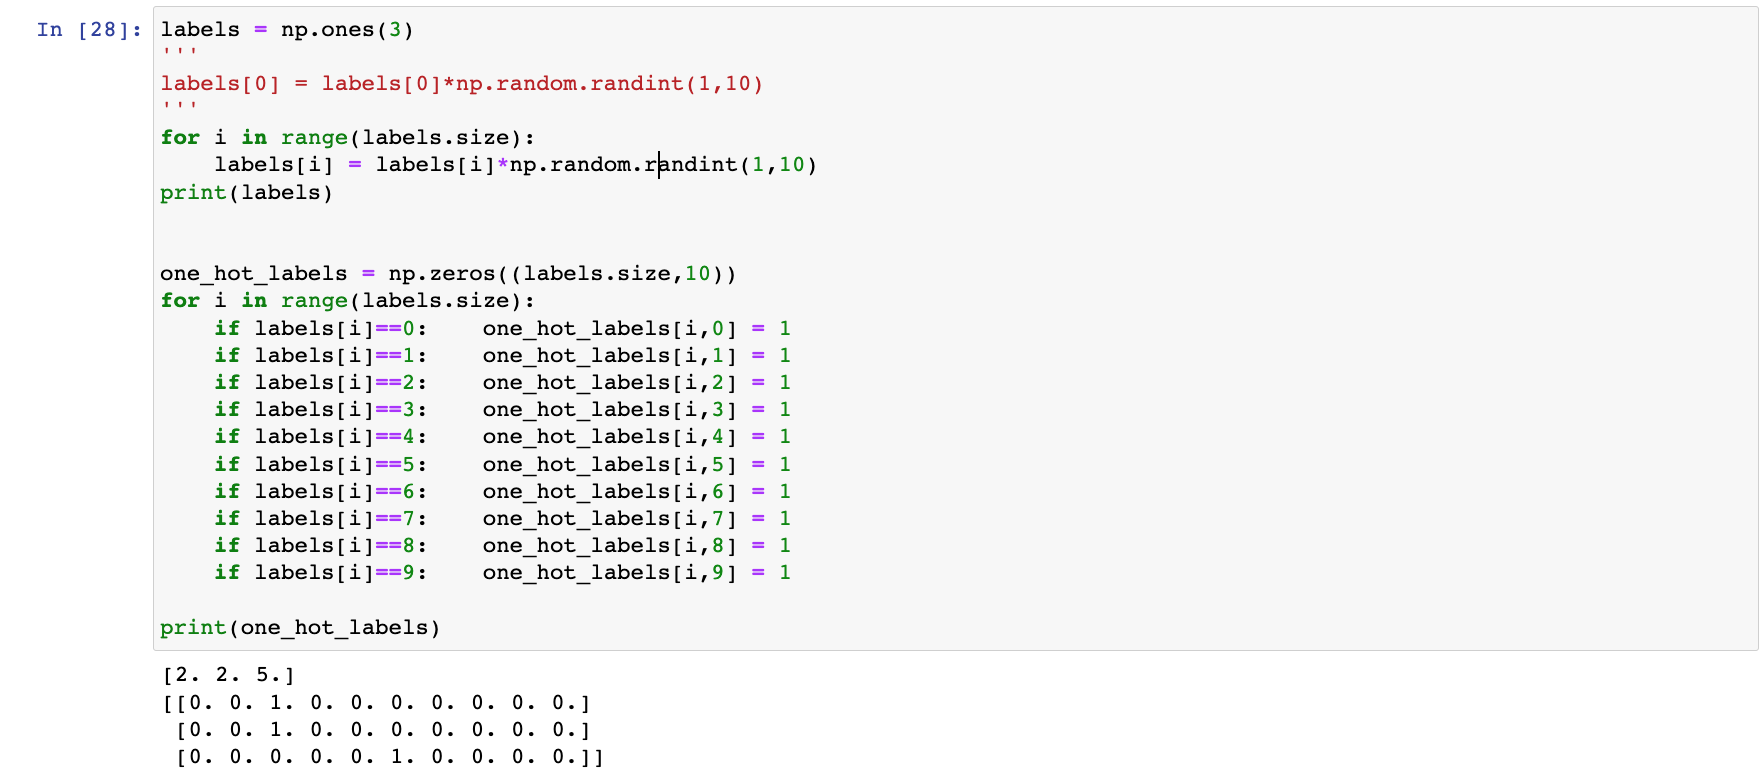 In [28]: labels = np.ones(3)
'''
labels[0] = labels[0]*np.random.randint(1,10)
'''
for i in range(labels.size):
    labels[i] = labels[i]*np.random.randint(1,10)
print(labels)
one_hot_labels = np.zeros((labels.size,10))
for i in range(labels.size):
    if labels[i]==0:    one_hot_labels[i,0] = 1
    if labels[i]==1:    one_hot_labels[i,1] = 1
    if labels[i]==2:    one_hot_labels[i,2] = 1
    if labels[i]==3:    one_hot_labels[i,3] = 1
    if labels[i]==4:    one_hot_labels[i,4] = 1
    if labels[i]==5:    one_hot_labels[i,5] = 1
    if labels[i]==6:    one_hot_labels[i,6] = 1
    if labels[i]==7:    one_hot_labels[i,7] = 1
    if labels[i]==8:    one_hot_labels[i,8] = 1
    if labels[i]==9:    one_hot_labels[i,9] = 1
print(one_hot_labels)
[2. 2. 5.]
[[0. 0. 1. 0. 0. 0. 0. 0. 0. 0.]
 [0. 0. 1. 0. 0. 0. 0. 0. 0. 0.]
 [0. 0. 0. 0. 0. 1. 0. 0. 0. 0.]]